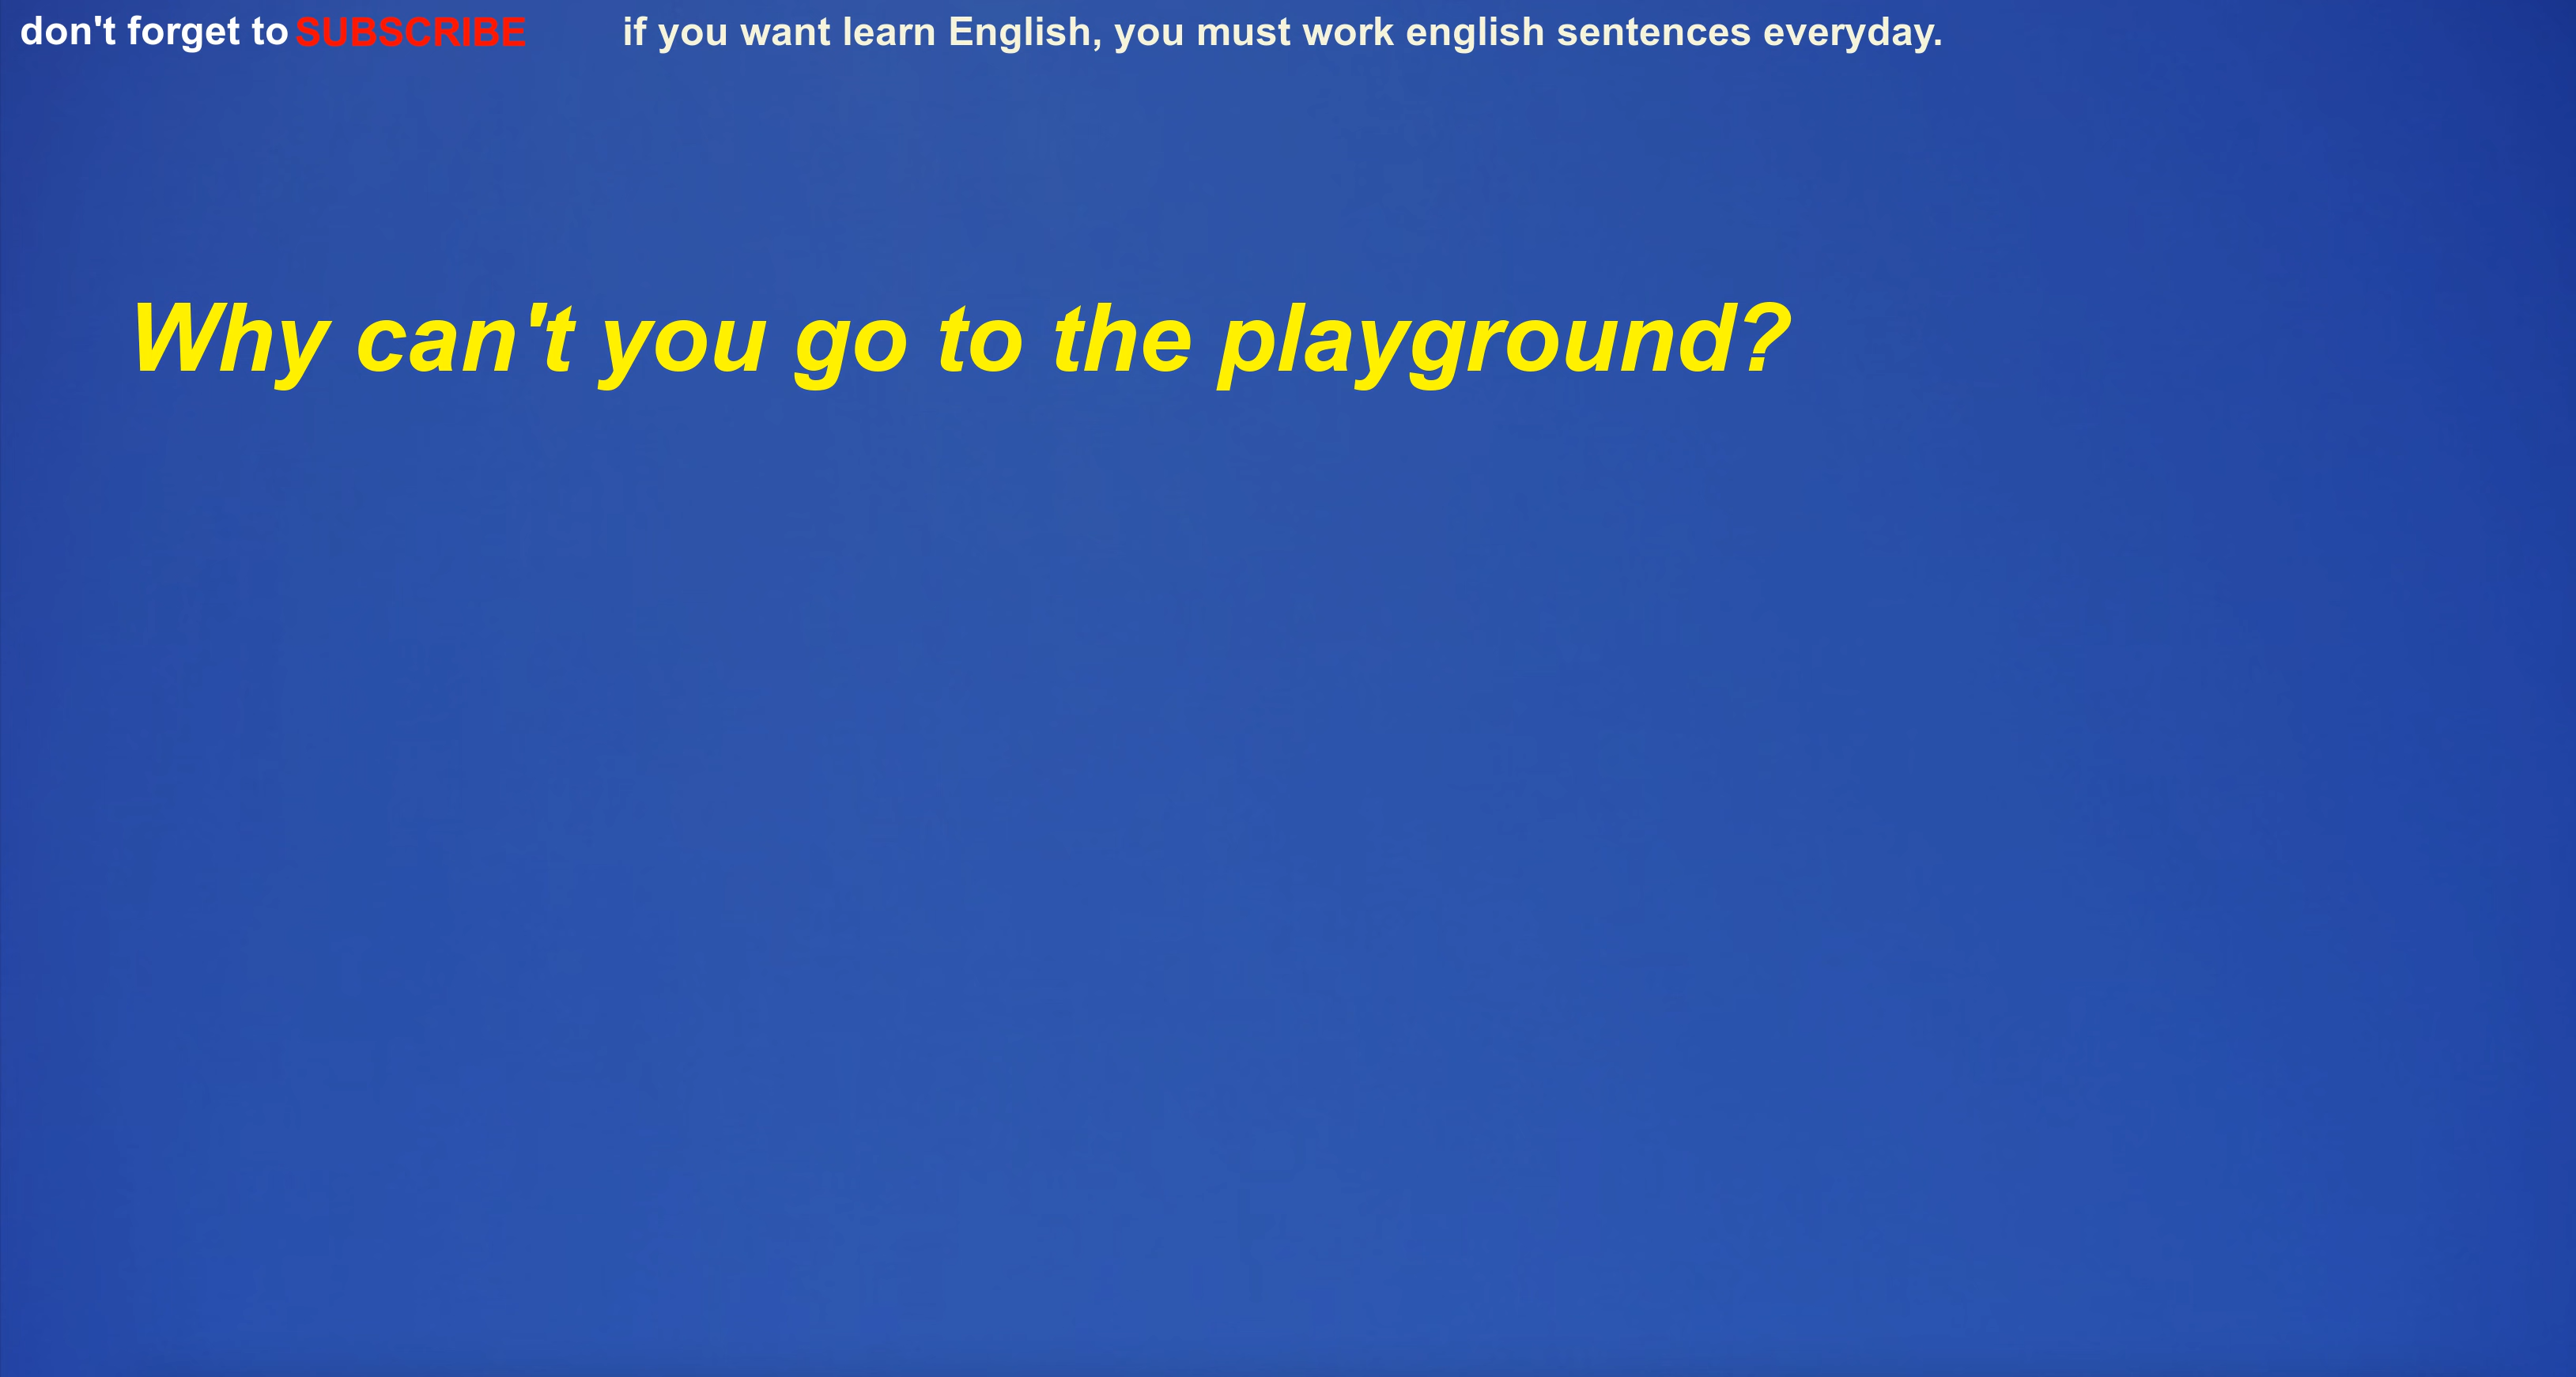 don't forget to SUBSCRIBE if you want learn English, you must work english sentences everyday.
Why can't you go to the playground?